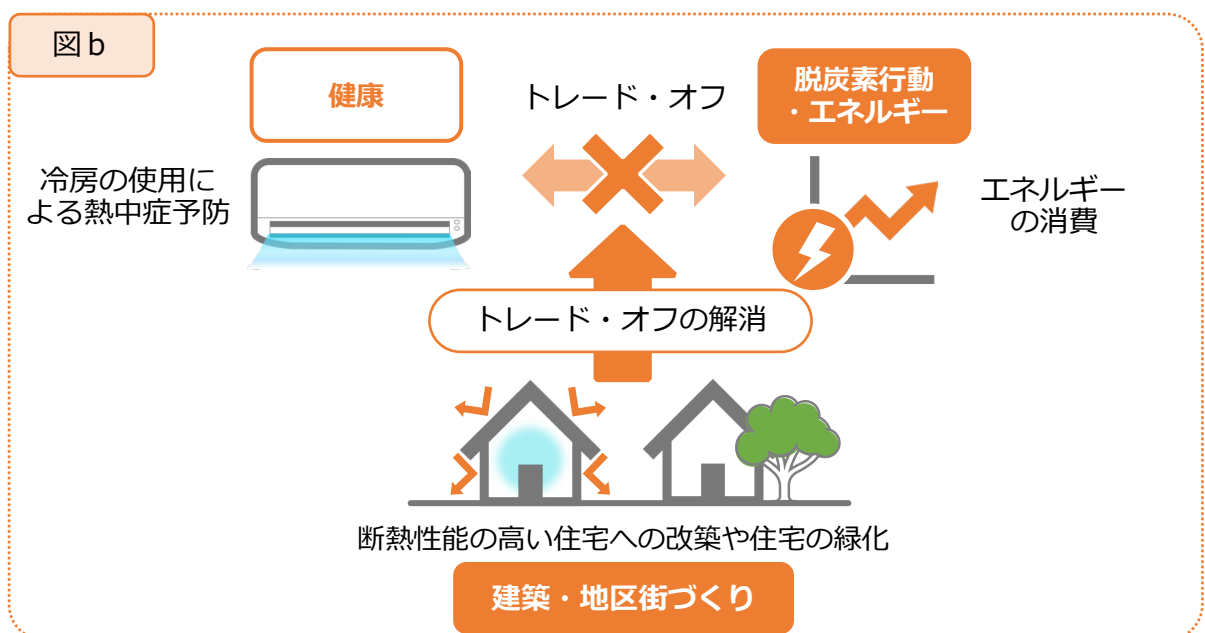 図b
健康
トレード・オフ
脱炭素行動
・エネルギー
冷房の使用に
よる熱中症予防
エネルギー
の消費
トレード・オフの解消
断熱性能の高い住宅への改築や住宅の緑化
建築・地区街づくり